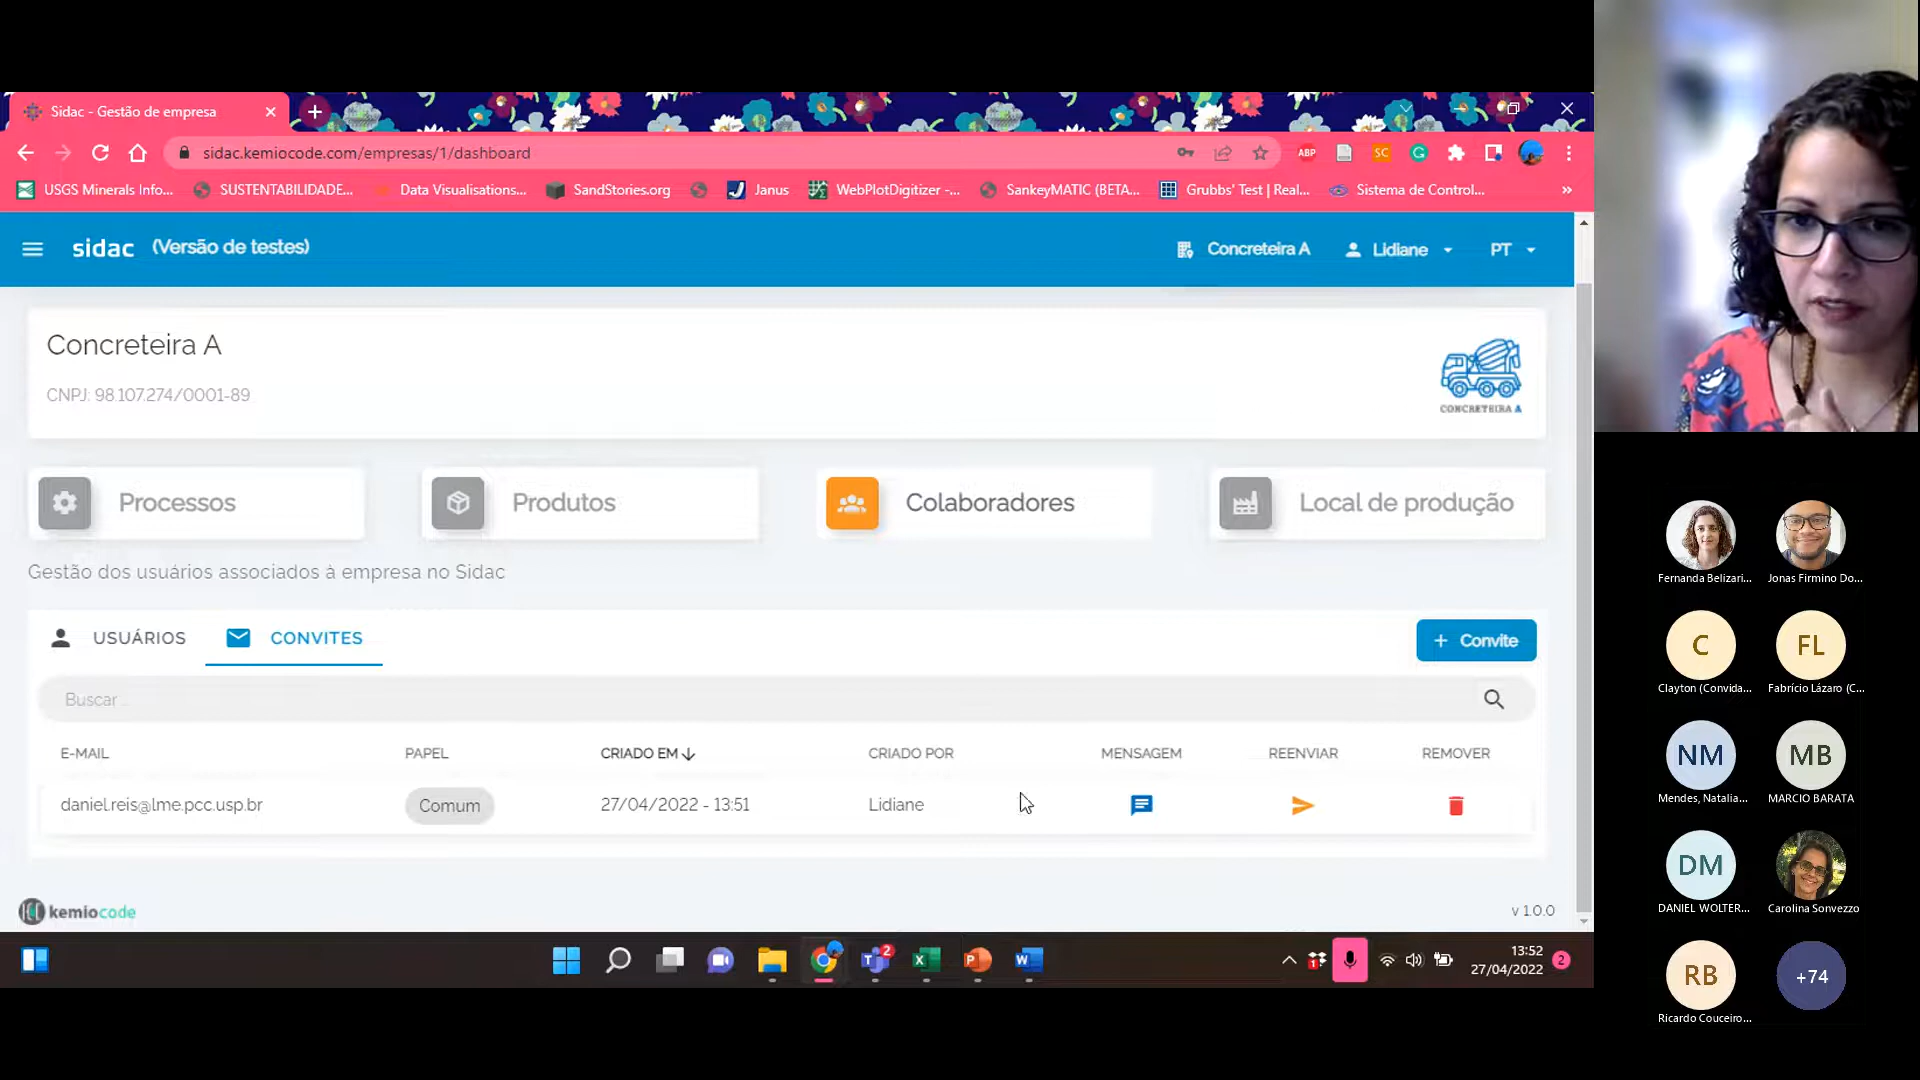 Sidac - Gestão de empresa
sidac.kemiocode.com/empresas/1/dashboard
ABP
SC
USGS Minerals Info...
SUSTENTABILIDADE...
Data Visualisations...
SandStories.org
Janus
WebPlotDigitizer -...
SankeyMATIC (BETA...
Grubbs' Test | Real...
Sistema de Control...
»
sidac (Versão de testes)
Concreteira A
Lidiane
PT
Concreteira A
CNPJ: 98.107.274/0001-89
CONCRETEIRA A
Processos
Produtos
Colaboradores
Local de produção
Gestão dos usuários associados à empresa no Sidac
USUÁRIOS
CONVITES
+ Convite
Buscar ...
E-MAIL PAPEL CRIADO EM CRIADO POR MENSAGEM REENVIAR REMOVER
daniel.reis@lme.pcc.usp.br Comum 27/04/2022 - 13:51 Lidiane
kemiocode
v 1.0.0
13:52
27/04/2022
2
Fernanda Belizari...
Jonas Firmino Do...
C
FL
Clayton (Convida...
Fabrício Lázaro (C...
NM
MB
Mendes, Natalia...
MARCIO BARATA
DM
DANIEL WOLTER...
Carolina Sonvezzo
RB
+74
Ricardo Couceiro...